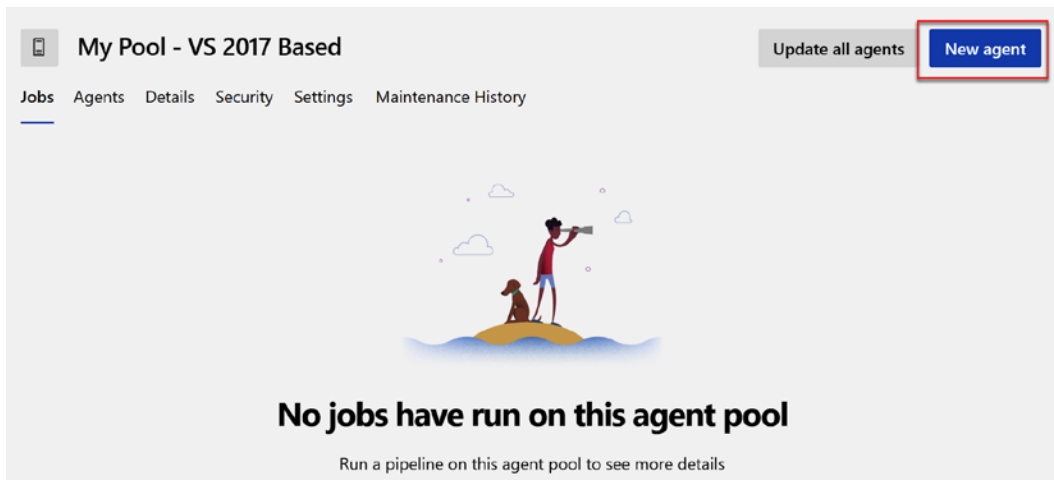 My Pool - VS 2017 Based
Update all agents
New agent
Jobs Agents Details Security Settings Maintenance History
No jobs have run on this agent pool
Run a pipeline on this agent pool to see more details